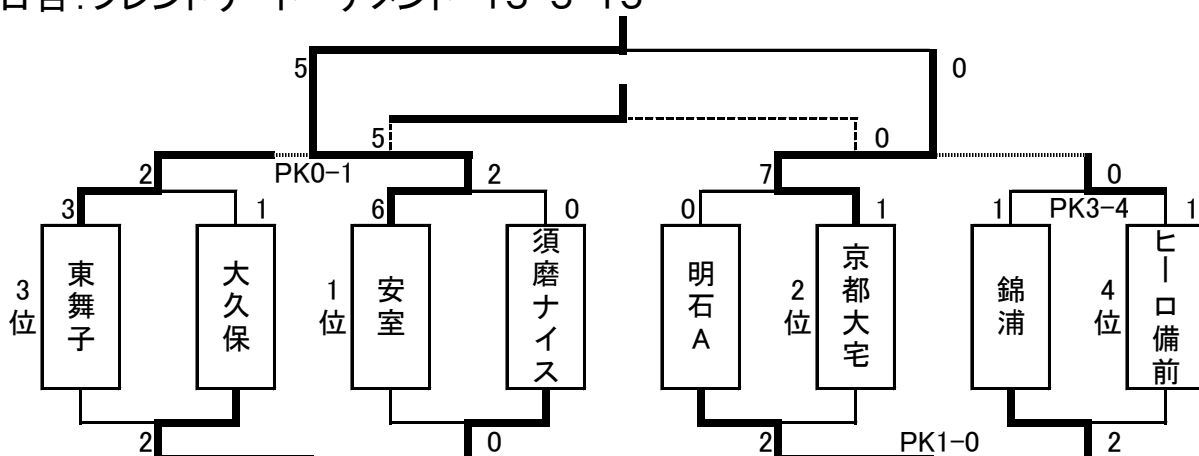 5 0
5 0
2 PK0-1 2 7 0
3 1 6 0 0 1 1 PK3-4 1
3位 東舞子 大久保 1位 安室 須磨ナイス 明石A 2位 京都大宅 錦浦 4位 ヒーロ備前
2 0 2 PK1-0 2